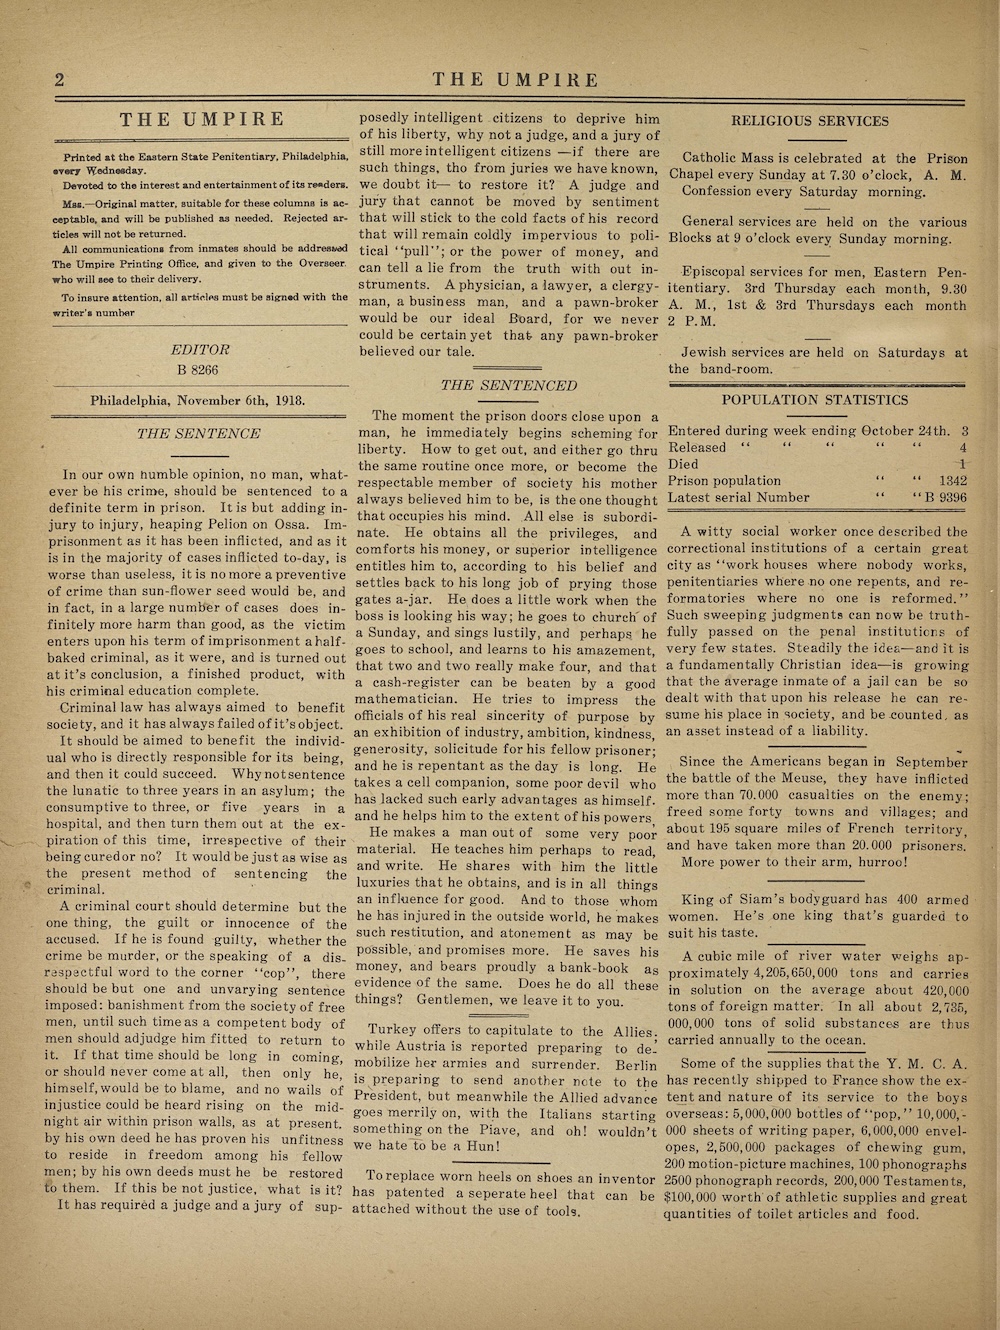 2
THE UMPIRE
THE UMPIRE
Printed at the Eastern State Penitentiary, Philadelphia,
every Wednesday.
Devoted to the interest and entertainment of its readers.
Mss.—Original matter, suitable for these columns is ac-
ceptable, and will be published as needed. Rejected ar-
ticles will not be returned.
All communications from inmates should be addressed
The Umpire Printing Office, and given to the Overseer
who will see to their delivery.
To insure attention, all articles must be signed with the
writer's number
EDITOR
B 8266
Philadelphia, November 6th, 1918.
THE SENTENCE
In our own humble opinion, no man, what-
ever be his crime, should be sentenced to a
definite term in prison. It is but adding in-
jury to injury, heaping Pelion on Ossa. Im-
prisonment as it has been inflicted, and as it
is in the majority of cases inflicted to-day, is
worse than useless, it is no more a preventive
of crime than sun-flower seed would be, and
in fact, in a large number of cases does in-
finitely more harm than good, as the victim
enters upon his term of imprisonment a half-
baked criminal, as it were, and is turned out
at it's conclusion, a finished product, with
his criminal education complete.
Criminal law has always aimed to benefit
society, and it has always failed of it's object.
It should be aimed to benefit the individ-
ual who is directly responsible for its being,
and then it could succeed. Why not sentence
the lunatic to three years in an asylum; the
consumptive to three, or five years in a
hospital, and then turn them out at the ex-
piration of this time, irrespective of their
being cured or no? It would be just as wise as
the present method of sentencing the
criminal.
A criminal court should determine but the
one thing, the guilt or innocence of the
accused. If he is found guilty, whether the
crime be murder, or the speaking of a dis-
respectful word to the corner "cop", there
should be but one and unvarying sentence
imposed: banishment from the society of free
men, until such time as a competent body of
men should adjudge him fitted to return to
it. If that time should be long in coming,
or should never come at all, then only he,
himself, would be to blame, and no wails of
injustice could be heard rising on the mid-
night air within prison walls, as at present.
by his own deed he has proven his unfitness
to reside in freedom among his fellow
men; by his own deeds must he be restored
to them. If this be not justice, what is it?
It has required a judge and a jury of sup-
posedly intelligent citizens to deprive him
of his liberty, why not a judge, and a jury of
still more intelligent citizens —if there are
such things, tho from juries we have known,
we doubt it— to restore it? A judge and
jury that cannot be moved by sentiment
that will stick to the cold facts of his record
that will remain coldly impervious to poli-
tical "pull"; or the power of money, and
can tell a lie from the truth with out in-
struments. A physician, a lawyer, a clergy-
man, a business man, and a pawn-broker
would be our ideal Board, for we never
could be certain yet that any pawn-broker
believed our tale.
THE SENTENCED
The moment the prison doors close upon a
man, he immediately begins scheming for
liberty. How to get out, and either go thru
the same routine once more, or become the
respectable member of society his mother
always believed him to be, is the one thought
that occupies his mind. All else is subordi-
nate. He obtains all the privileges, and
comforts his money, or superior intelligence
entitles him to, according to his belief and
settles back to his long job of prying those
gates a-jar. He does a little work when the
boss is looking his way; he goes to church of
a Sunday, and sings lustily, and perhaps he
goes to school, and learns to his amazement,
that two and two really make four, and that
a cash-register can be beaten by a good
mathematician. He tries to impress the
officials of his real sincerity of purpose by
an exhibition of industry, ambition, kindness,
generosity, solicitude for his fellow prisoner;
and he is repentant as the day is long. He
takes a cell companion, some poor devil who
has lacked such early advantages as himself.
and he helps him to the extent of his powers,
He makes a man out of some very poor
material. He teaches him perhaps to read,
and write. He shares with him the little
luxuries that he obtains, and is in all things
an influence for good. And to those whom
he has injured in the outside world, he makes
such restitution, and atonement as may be
possible, and promises more. He saves his
money, and bears proudly a bank-book as
evidence of the same. Does he do all these
things? Gentlemen, we leave it to you.
Turkey offers to capitulate to the Allies.
while Austria is reported preparing to de-
mobilize her armies and surrender. Berlin
is preparing to send another note to the
President, but meanwhile the Allied advance
goes merrily on, with the Italians starting
something on the Piave, and oh! wouldn't
we hate to be a Hun!
To replace worn heels on shoes an inventor
has patented a seperate heel that can be
attached without the use of tools.
RELIGIOUS SERVICES
Catholic Mass is celebrated at the Prison
Chapel every Sunday at 7.30 o'clock, A. M.
Confession every Saturday morning.
General services are held on the various
Blocks at 9 o'clock every Sunday morning.
Episcopal services for men, Eastern Pen-
itentiary. 3rd Thursday each month, 9.30
A. M., 1st & 3rd Thursdays each month
2 P.M.
Jewish services are held on Saturdays at
the band-room.
POPULATION STATISTICS
Entered during week ending October 24th. 3
Released " " " " " 4
Died 1
Prison population " " 1342
Latest serial Number " " B 9396
A witty social worker once described the
correctional institutions of a certain great
city as "work houses where nobody works,
penitentiaries where no one repents, and re-
formatories where no one is reformed."
Such sweeping judgments can now be truth-
fully passed on the penal institutions of
very few states. Steadily the idea—and it is
a fundamentally Christian idea—is growing
that the average inmate of a jail can be so
dealt with that upon his release he can re-
sume his place in society, and be counted, as
an asset instead of a liability.
Since the Americans began in September
the battle of the Meuse, they have inflicted
more than 70.000 casualties on the enemy;
freed some forty towns and villages; and
about 195 square miles of French territory,
and have taken more than 20.000 prisoners.
More power to their arm, hurroo!
King of Siam's bodyguard has 400 armed
women. He's one king that's guarded to
suit his taste.
A cubic mile of river water weighs ap-
proximately 4,205,650,000 tons and carries
in solution on the average about 420,000
tons of foreign matter. In all about 2,735,
000,000 tons of solid substances are thus
carried annually to the ocean.
Some of the supplies that the Y. M. C. A.
has recently shipped to France show the ex-
tent and nature of its service to the boys
overseas: 5,000,000 bottles of "pop," 10,000,-
000 sheets of writing paper, 6,000,000 envel-
opes, 2,500,000 packages of chewing gum,
200 motion-picture machines, 100 phonographs
2500 phonograph records, 200,000 Testaments,
$100,000 worth of athletic supplies and great
quantities of toilet articles and food.